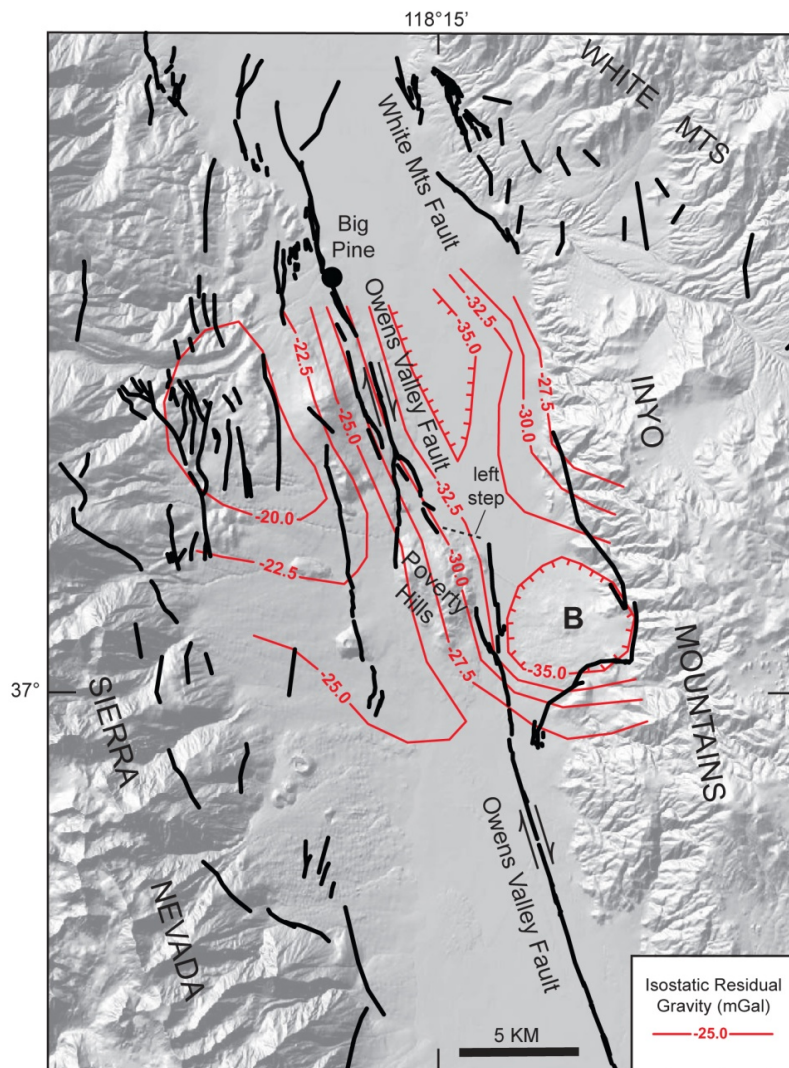 118°15’
WHITE
MTS
White Mts Fault
Big
Pine
Owens Valley Fault
-32.5
-35.0
-27.5
-22.5
-25.0
-30.0
INYO
-32.5
left
step
-20.0
-22.5
-30.0
Poverty
Hills
B
-35.0
-27.5
-25.0
37°
MOUNTAINS
SIERRA
NEVADA
Owens Valley Fault
5 KM
Isostatic Residual
Gravity (mGal)
-25.0